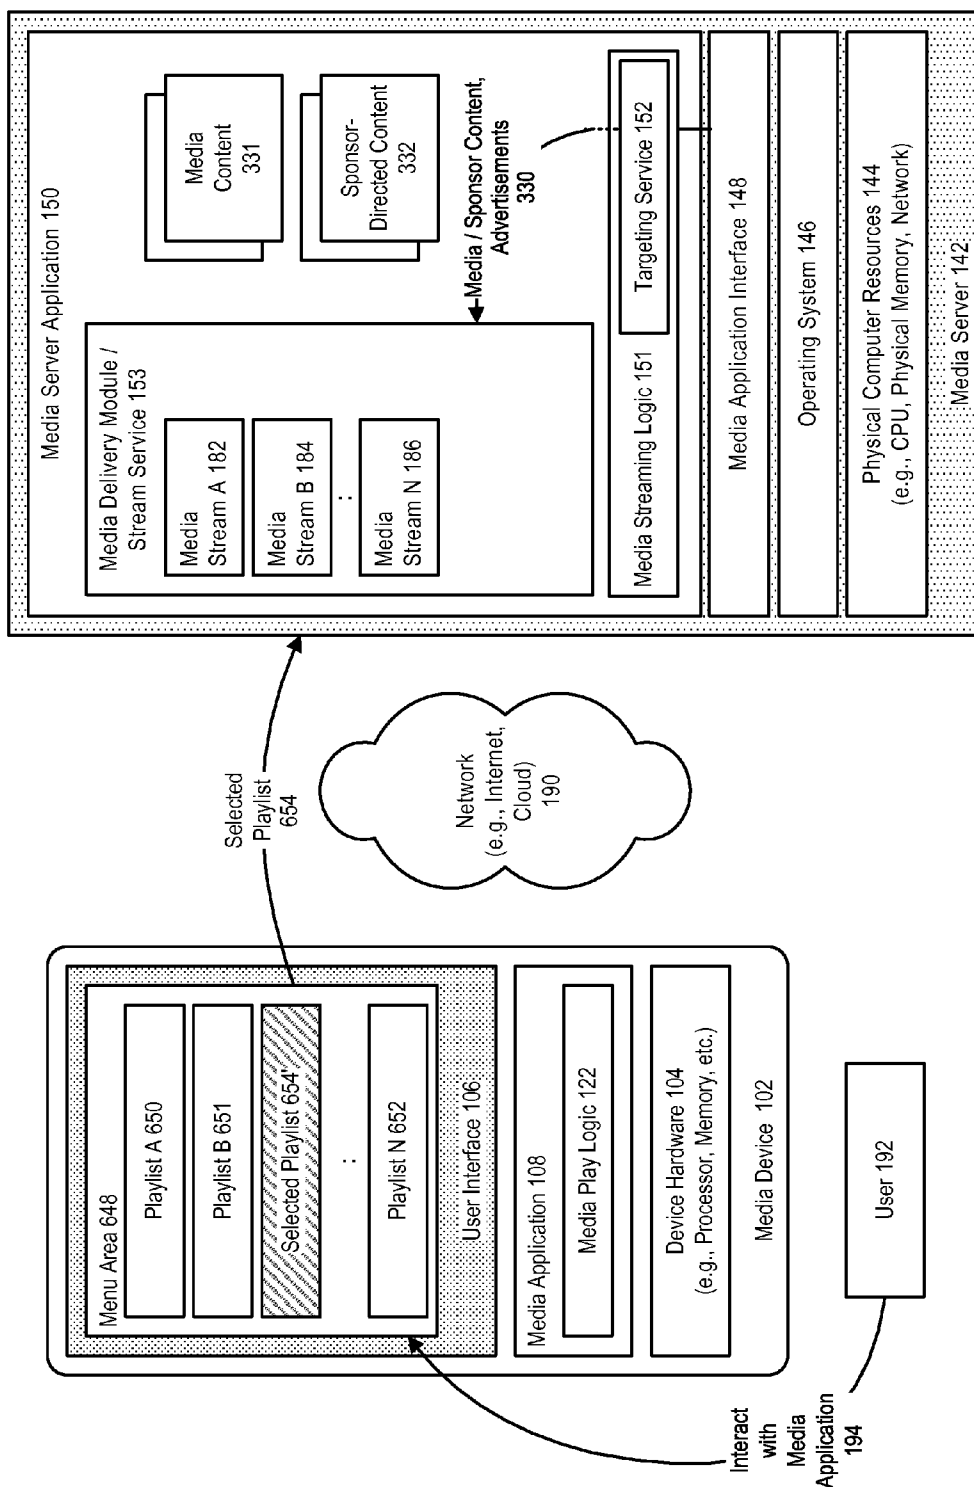 Menu Area 648
Playlist A 650
Playlist B 651
Selected Playlist 654'
:
Playlist N 652
User Interface 106
Media Application 108
Media Play Logic 122
Device Hardware 104
(e.g., Processor, Memory, etc.)
Media Device 102
User 192
Interact
with
Media
Application
194
Selected
Playlist
654
Network
(e.g., Internet,
Cloud)
190
Media Server Application 150
Media Delivery Module /
Stream Service 153
Media
Stream A 182
Media
Stream B 184
:
Media
Stream N 186
Media
Content
331
Sponsor-
Directed Content
332
Media / Sponsor Content,
Advertisements
330
Media Streaming Logic 151
Targeting Service 152
Media Application Interface 148
Operating System 146
Physical Computer Resources 144
(e.g., CPU, Physical Memory, Network)
Media Server 142